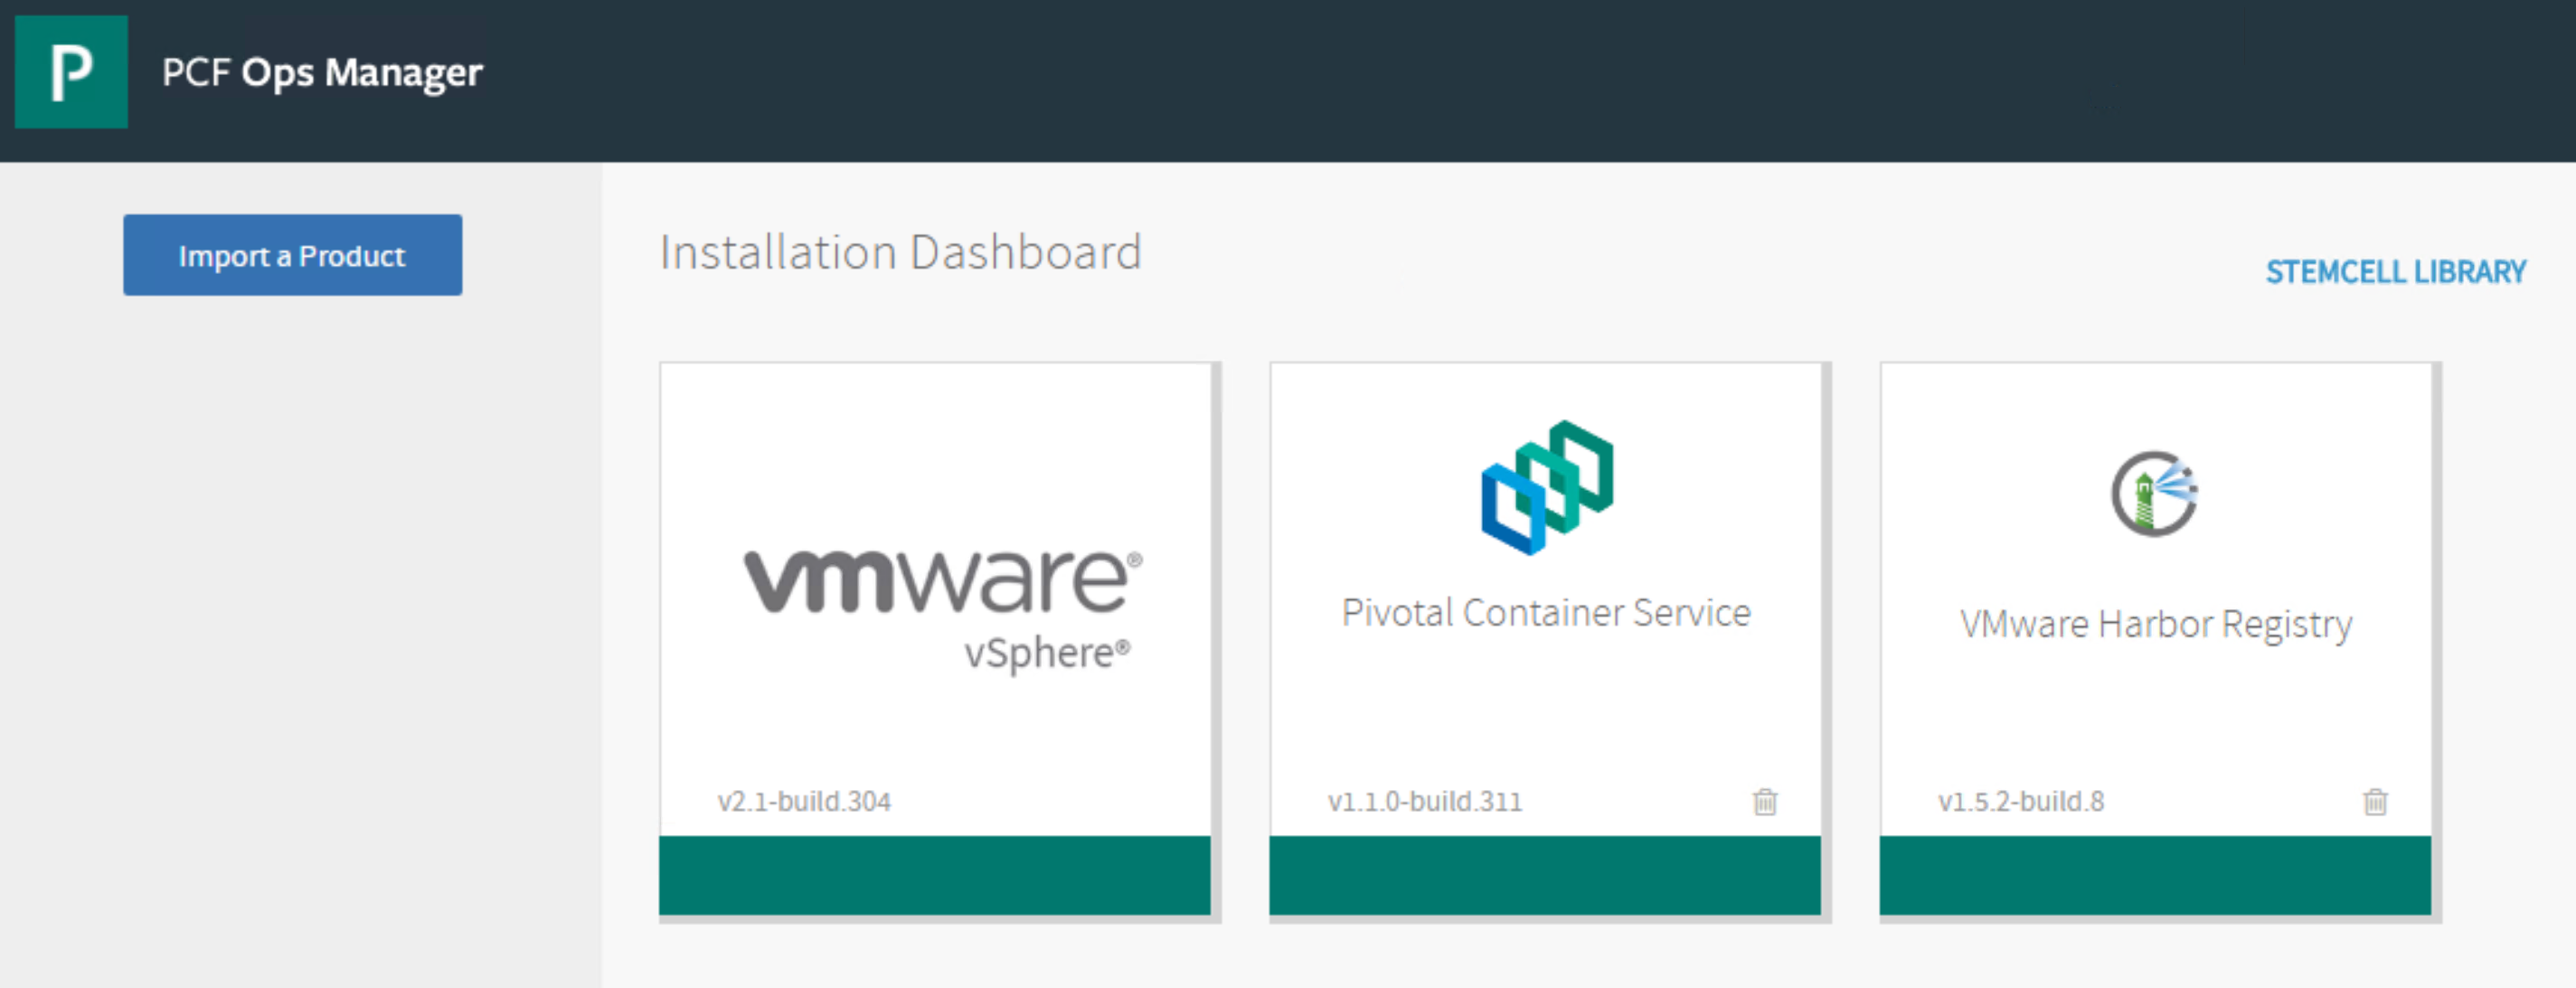 P
PCF Ops Manager
Import a Product
Installation Dashboard
STEMCELL LIBRARY
vmware®
vSphere®
v2.1-build.304
Pivotal Container Service
v1.1.0-build.311
VMware Harbor Registry
v1.5.2-build.8